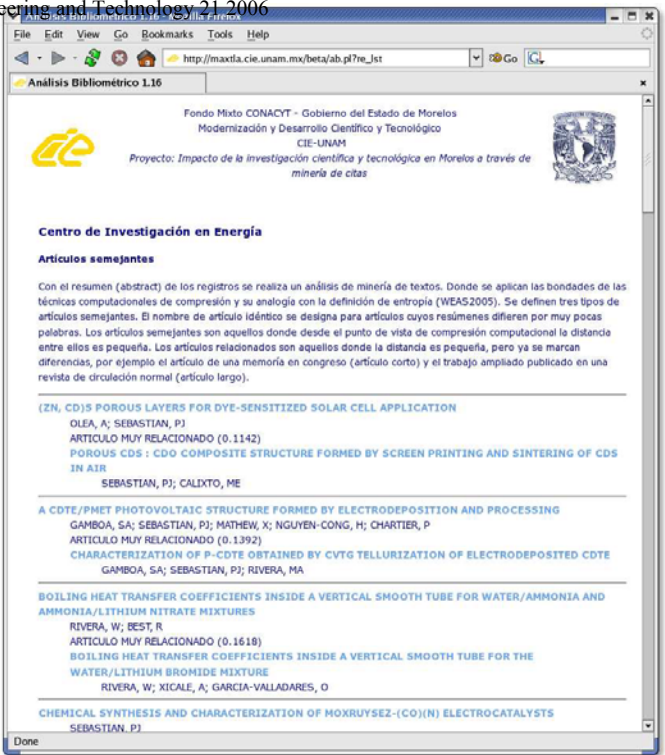 eering and Technology 21 2006
Análisis Bibliométrico 1.16 - Mozilla Firefox
File Edit View Go Bookmarks Tools Help
http://maxtla.cie.unam.mx/beta/ab.pl?re_lst Go G
Análisis Bibliométrico 1.16
Fondo Mixto CONACYT - Gobierno del Estado de Morelos
Modernización y Desarrollo Científico y Tecnológico
CIE-UNAM
Proyecto: Impacto de la investigación científica y tecnológica en Morelos a través de
minería de citas
cie
Centro de Investigación en Energía
Artículos semejantes
Con el resumen (abstract) de los registros se realiza un análisis de minería de textos. Donde se aplican las bondades de las
técnicas computacionales de compresión y su analogía con la definición de entropía (WEAS2005). Se definen tres tipos de
artículos semejantes. El nombre de artículo idéntico se designa para artículos cuyos resúmenes difieren por muy pocas
palabras. Los artículos semejantes son aquellos donde desde el punto de vista de compresión computacional la distancia
entre ellos es pequeña. Los artículos relacionados son aquellos donde la distancia es pequeña, pero ya se marcan
diferencias, por ejemplo el artículo de una memoría en congreso (artículo corto) y el trabajo ampliado publicado en una
revista de circulación normal (artículo largo).
(ZN, CD)S POROUS LAYERS FOR DYE-SENSITIZED SOLAR CELL APPLICATION
OLEA, A; SEBASTIAN, PJ
ARTICULO MUY RELACIONADO (0.1142)
POROUS CDS : CDO COMPOSITE STRUCTURE FORMED BY SCREEN PRINTING AND SINTERING OF CDS
IN AIR
SEBASTIAN, PJ; CALIXTO, ME
A CDTE/PMET PHOTOVOLTAIC STRUCTURE FORMED BY ELECTRODEPOSITION AND PROCESSING
GAMBOA, SA; SEBASTIAN, PJ; MATHEW, X; NGUYEN-CONG, H; CHARTIER, P
ARTICULO MUY RELACIONADO (0.1392)
CHARACTERIZATION OF P-CDTE OBTAINED BY CVTG TELLURIZATION OF ELECTRODEPOSITED CDTE
GAMBOA, SA; SEBASTIAN, PJ; RIVERA, MA
BOILING HEAT TRANSFER COEFFICIENTS INSIDE A VERTICAL SMOOTH TUBE FOR WATER/AMMONIA AND
AMMONIA/LITHIUM NITRATE MIXTURES
RIVERA, W; BEST, R
ARTICULO MUY RELACIONADO (0.1618)
BOILING HEAT TRANSFER COEFFICIENTS INSIDE A VERTICAL SMOOTH TUBE FOR THE
WATER/LITHIUM BROMIDE MIXTURE
RIVERA, W; XICALE, A; GARCIA-VALLADARES, O
CHEMICAL SYNTHESIS AND CHARACTERIZATION OF MOXRUYSEZ-(CO)(N) ELECTROCATALYSTS
SEBASTIAN, PJ
Done